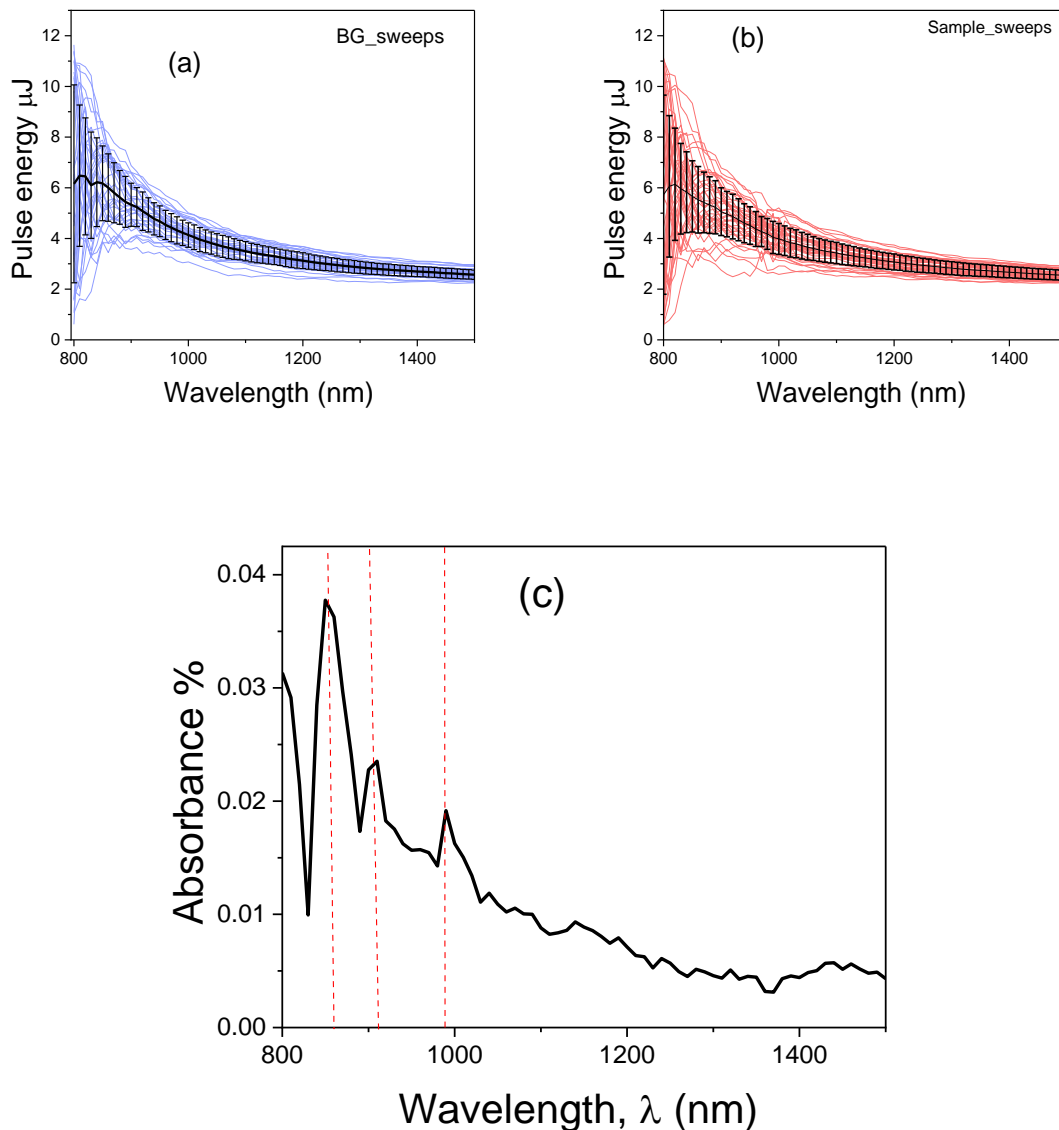 BG_sweeps
(a)
Pulse energy μJ
12
10
8
6
4
2
0
800
1000
1200
1400
Wavelength (nm)
Sample_sweeps
(b)
Pulse energy μJ
12
10
8
6
4
2
0
800
1000
1200
1400
Wavelength (nm)
(c)
Absorbance %
0.04
0.03
0.02
0.01
0.00
800
1000
1200
1400
Wavelength, λ (nm)